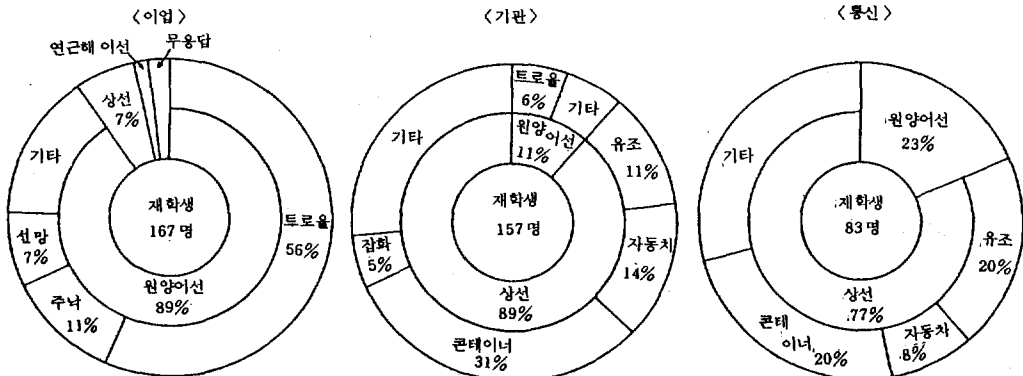 〈이업〉
연근해 이선
무용답
상선
7%
기타
선망
7%
주낙
11%
트로율
56%
재학생
167 명
원양이선
89%
〈기관〉
트로율
6%
기타
원양어선
11%
유조
11%
자동치
14%
기타
잡화
5%
재학생
157 명
상선
89%
콘테이너
31%
〈통신〉
기타
원양어선
23%
유조
20%
재학생
83 명
상선
77%
자동차
8%
콘테
이너
20%